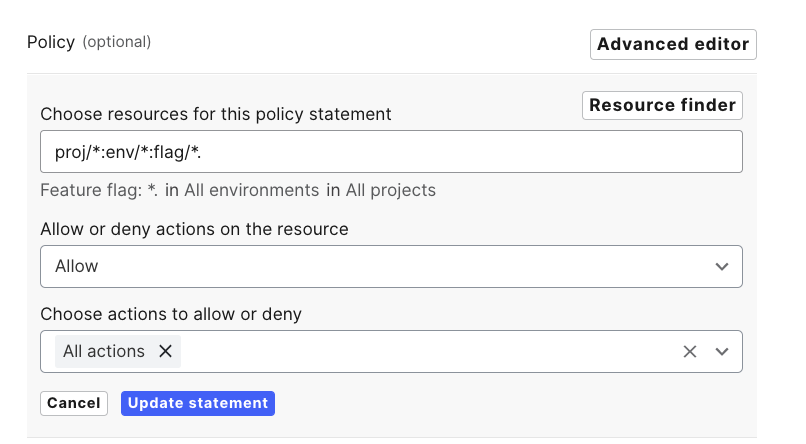 Policy (optional)
Advanced editor
Choose resources for this policy statement
Resource finder
proj/*:env/*:flag/*.
Feature flag: *. in All environments in All projects
Allow or deny actions on the resource
Allow
Choose actions to allow or deny
All actions
Cancel
Update statement